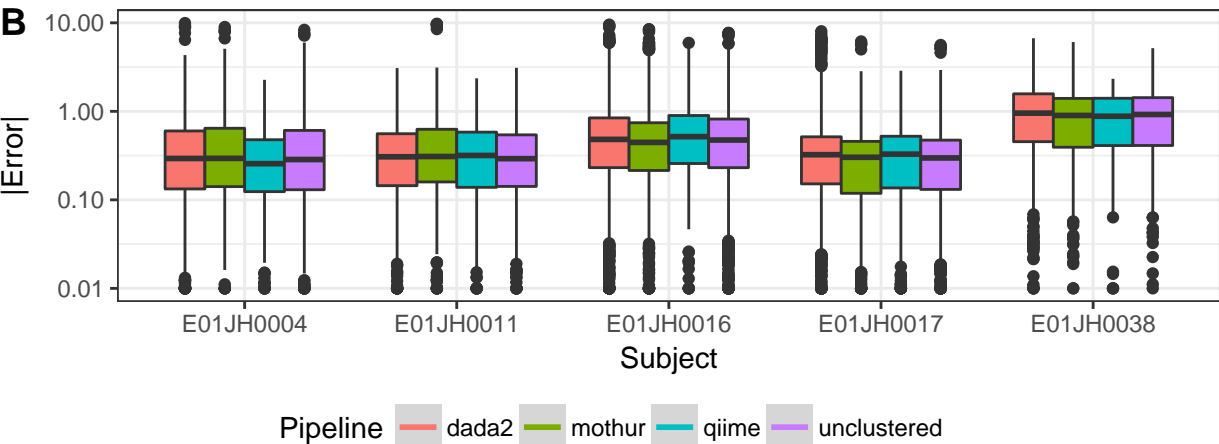 B
|Error|
10.00
1.00
0.10
0.01
E01JH0004 E01JH0011 E01JH0016 E01JH0017 E01JH0038
Subject
Pipeline dada2 mothur qiime unclustered